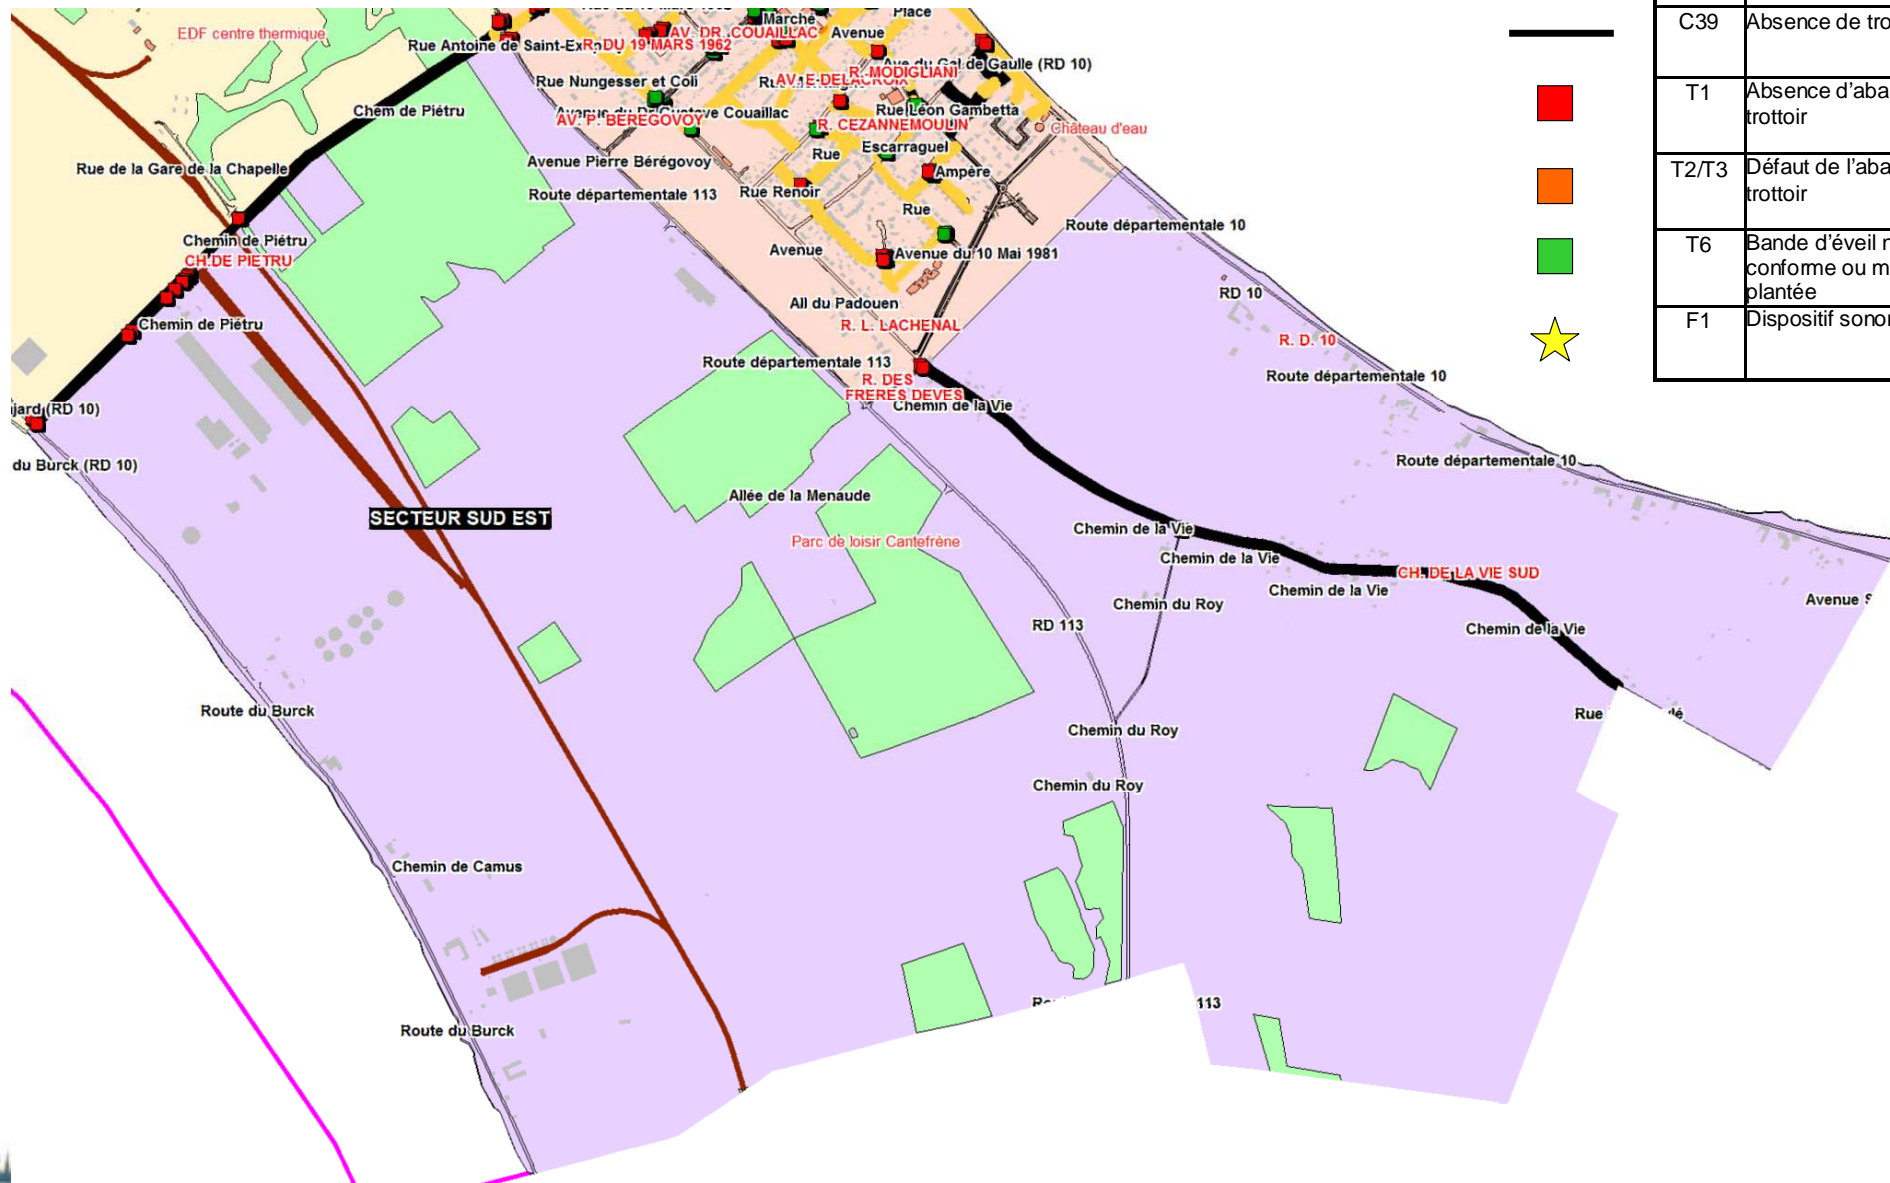 Marché
Place
EDF centre thermique
AV. DR. COUAILLAC
Avenue
R. DU 19 MARS 1962
Rue Antoine de
Ave du Gal de Gaulle (RD 10)
R. MODIGLIANI
Rue Nungesser et Coli
AV. E DELACROIX
Chem de Piétru
Couaillac
Rue Léon Gambetta
AV. P. BEREGOVOY
R. CEZANNEMOULIN
Château d'eau
Escarraguel
Rue
Avenue Pierre Bérégovoy
Rue de la Gare de la Chapelle
Ampère
Rue Renoir
Route départementale 113
Rue
Route départementale 10
Chemin de Piétru
Avenue
Avenue du 10 Mai 1981
CH.DE PIETRU
RD 10
All du Padouen
Chemin de Piétru
R. L. LACHENAL
R. D. 10
Route départementale 113
Route départementale 10
R. DES
FRERES DEVES
Chemin de la Vie
(RD 10)
Route départementale 10
du Burck (RD 10)
Allée de la Menaude
SECTEUR SUD EST
Chemin de la Vie
Parc de loisir Cantefrène
Chemin de la Vie
CH. DE LA VIE SUD
Chemin de la Vie
Avenue
Chemin du Roy
RD 113
Chemin de la Vie
Route du Burck
Rue
Chemin du Roy
Chemin du Roy
Chemin de Camus
113
Route du Burck
C39 Absence de
T1 Absence
trottoir
T2/T3 Défaut de
trottoir
T6 Bande d'éveil
conforme ou
plantée
F1 Dispositif